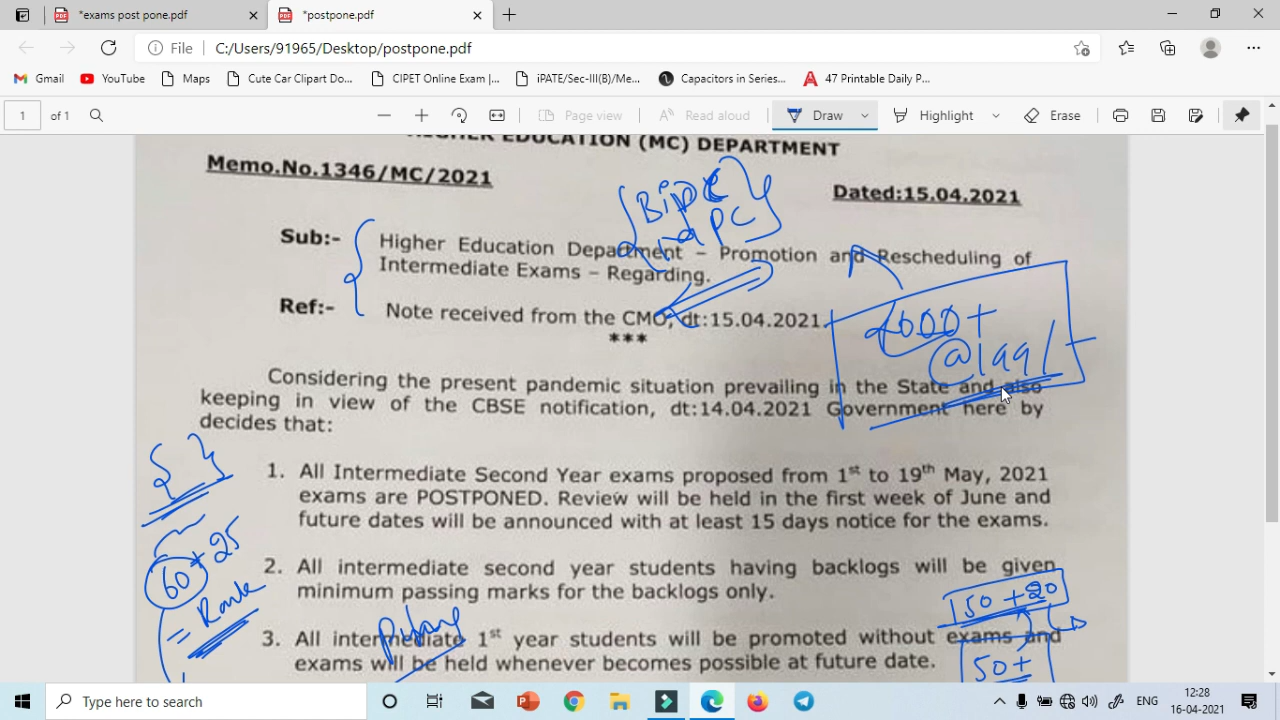 *exams post pone.pdf
*postpone.pdf
File
C:/Users/91965/Desktop/postpone.pdf
Gmail
YouTube
Maps
Cute Car Clipart Do...
CIPET Online Exam |...
iPATE/Sec-III(B)/Me...
Capacitors in Series...
47 Printable Daily P...
1 of 1
Page view
Read aloud
Draw
Highlight
Erase
HIGHER EDUCATION (MC) DEPARTMENT
Memo.No.1346/MC/2021
Dated:15.04.2021
Bipc
PC
Sub:- Higher Education Department – Promotion and Rescheduling of
Intermediate Exams – Regarding.
Ref:- Note received from the CMO, dt:15.04.2021.
***
2000+
@199/
Considering the present pandemic situation prevailing in the State and also
keeping in view of the CBSE notification, dt:14.04.2021 Government here by
decides that:
1. All Intermediate Second Year exams proposed from 1st to 19th May, 2021
exams are POSTPONED. Review will be held in the first week of June and
future dates will be announced with at least 15 days notice for the exams.
60+25
= Rank
2. All intermediate second year students having backlogs will be given
minimum passing marks for the backlogs only.
50+20
3. All intermediate 1st year students will be promoted without exams and
exams will be held whenever becomes possible at future date.
50+
Type here to search
ENG
12:28
16-04-2021